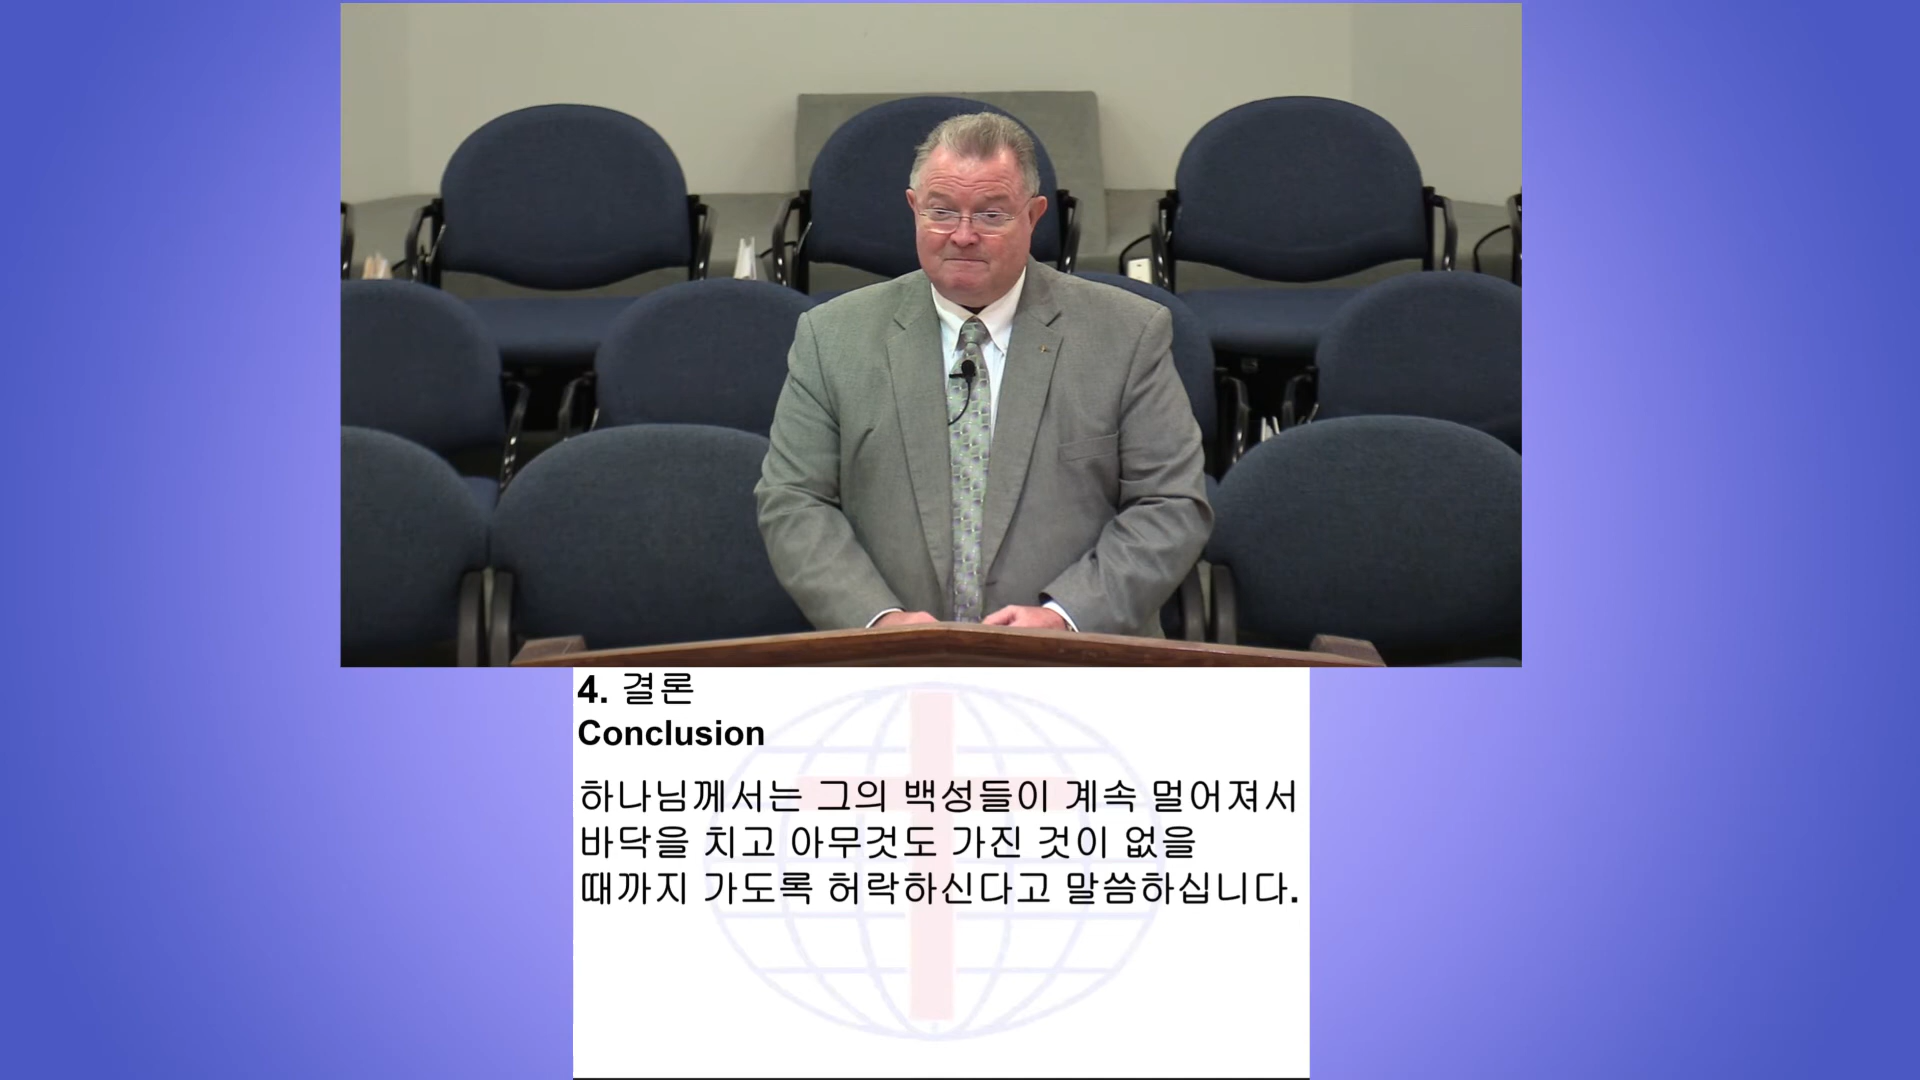 4. 결론
Conclusion
하나님께서는 그의 백성들이 계속 멀어져서
바닥을 치고 아무것도 가진 것이 없을
때까지 가도록 허락하신다고 말씀하십니다.